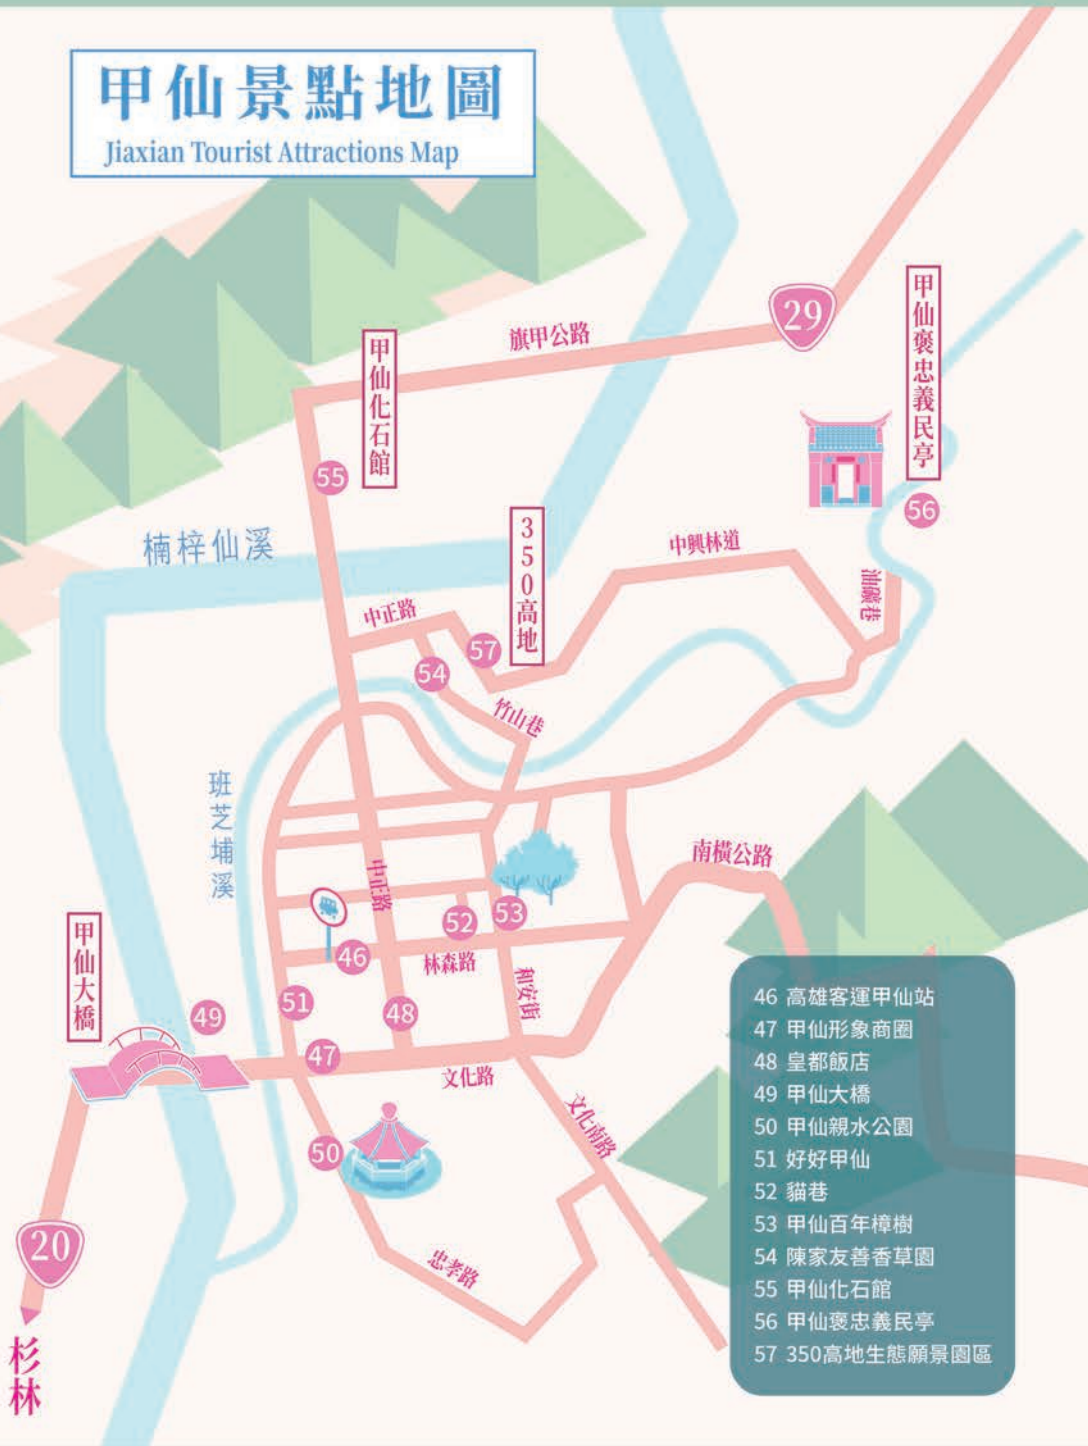 甲仙景點地圖
Jiaxian Tourist Attractions Map
29
旗甲公路
甲仙褒忠義民亭
甲仙化石館
55
56
350高地
楠梓仙溪
中興林道
油礦巷
中正路
57
54
竹山巷
班芝埔溪
南橫公路
中正路
52
53
46
林森路
甲仙大橋
和安街
49
51
48
47
文化路
文化南路
50
20
忠孝路
杉林
46 高雄客運甲仙站
47 甲仙形象商圈
48 皇都飯店
49 甲仙大橋
50 甲仙親水公園
51 好好甲仙
52 貓巷
53 甲仙百年樟樹
54 陳家友善香草園
55 甲仙化石館
56 甲仙褒忠義民亭
57 350高地生態願景園區